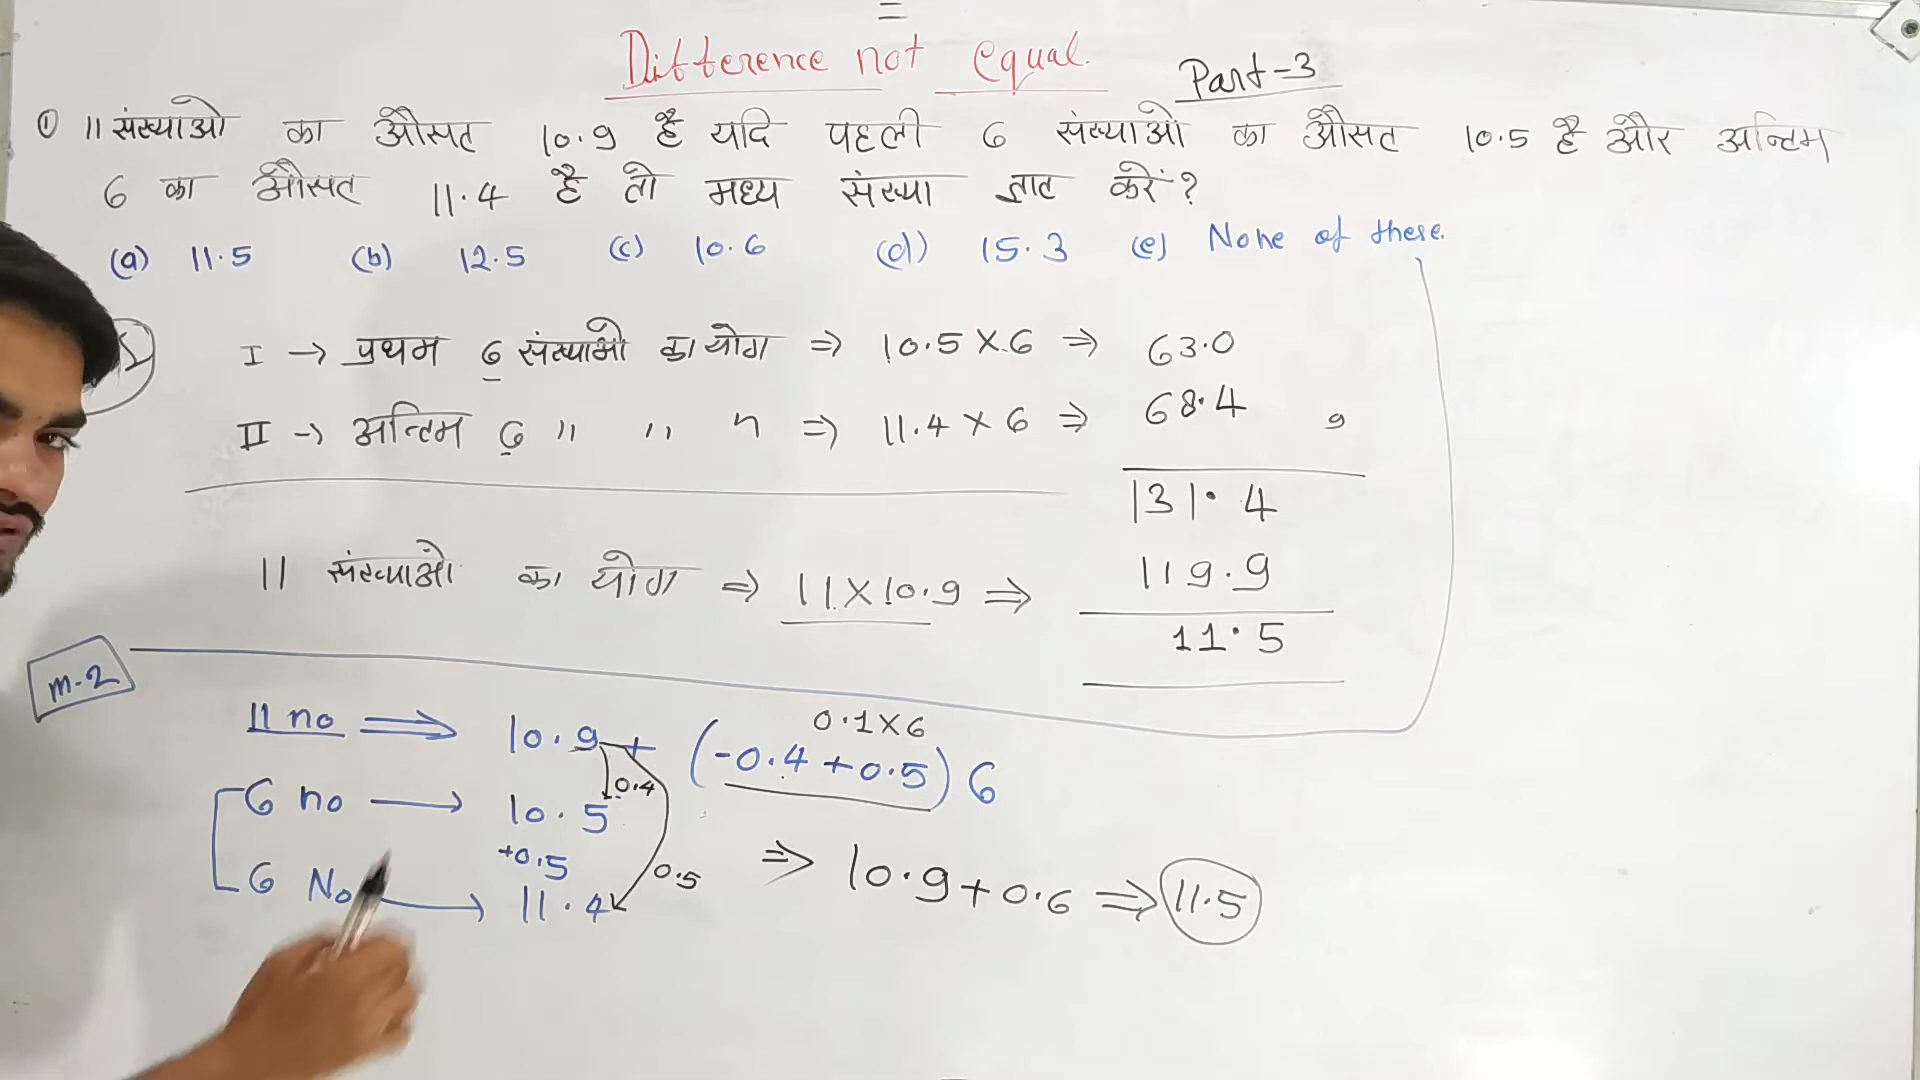 Difference not equal.
Part-3
① 11 संख्याओ का औसत 10.9 है यदि पहली 6 संख्याओ का औसत 10.5 है और अन्तिम
6 का औसत 11.4 है तो मध्य संख्या ज्ञात करें?
(a) 11.5 (b) 12.5 (c) 10.6 (d) 15.3 (e) None of these.
I → प्रथम 6 संख्याओ का योग ⇒ 10.5 × 6 ⇒ 63.0
II → अन्तिम 6 " " " ⇒ 11.4 × 6 ⇒ 68.4 9
131.4
11 संख्याओ का योग ⇒ 11×10.9 ⇒ 119.9
11.5
m-2
0.1×6
11 no ⇒ 10.9 + (-0.4 + 0.5) 6
0.4
6 no → 10.5
+0.5
0.5
6 No → 11.4
⇒ 10.9 + 0.6 ⇒ 11.5